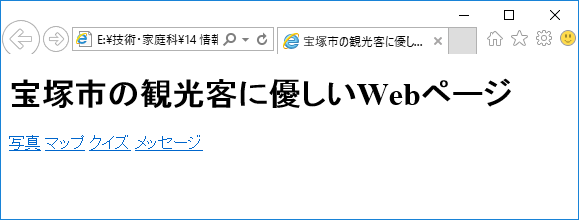 E:¥技術・家庭科¥14 情報
宝塚市の観光客に優し...
宝塚市の観光客に優しいWebページ
写真 マップ クイズ メッセージ